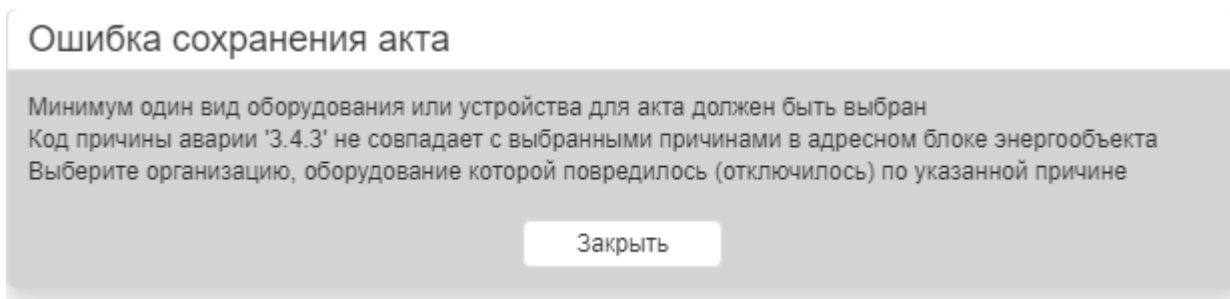 Ошибка сохранения акта
Минимум один вид оборудования или устройства для акта должен быть выбран
Код причины аварии '3.4.3' не совпадает с выбранными причинами в адресном блоке энергообъекта
Выберите организацию, оборудование которой повредилось (отключилось) по указанной причине
Закрыть